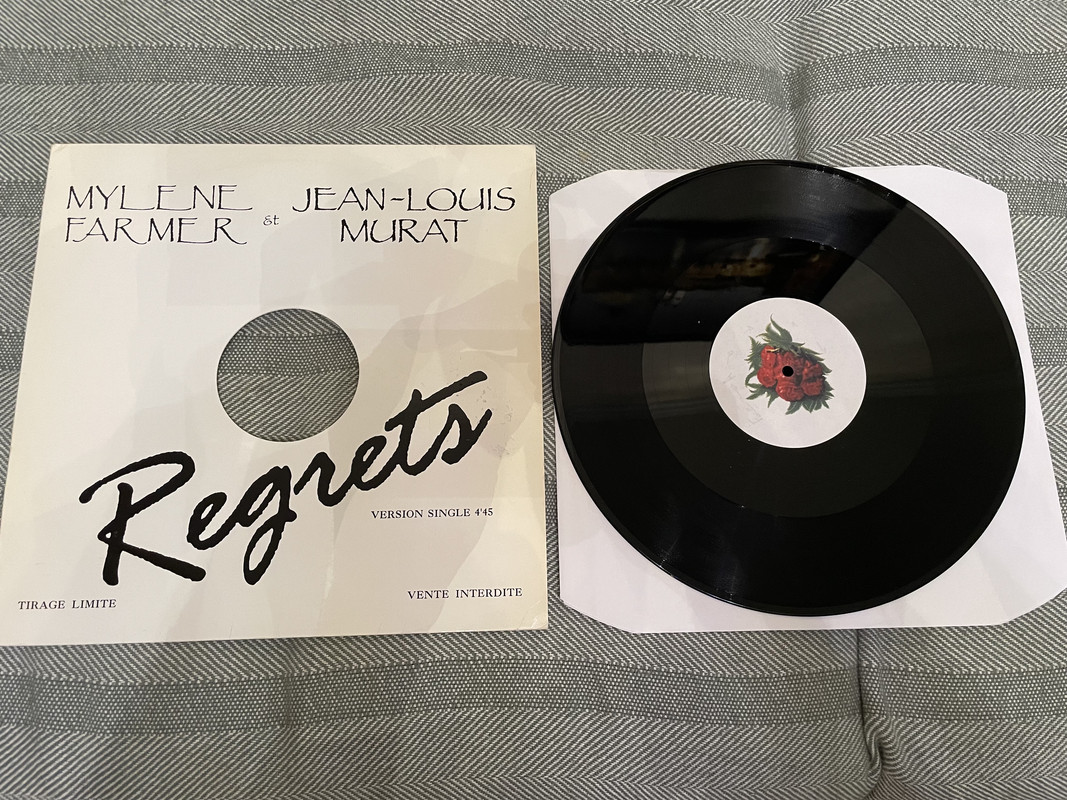 MYLENE
FARMER
et
JEAN-LOUIS
MURAT
Regrets
VERSION SINGLE 4'45
TIRAGE LIMITE
VENTE INTERDITE